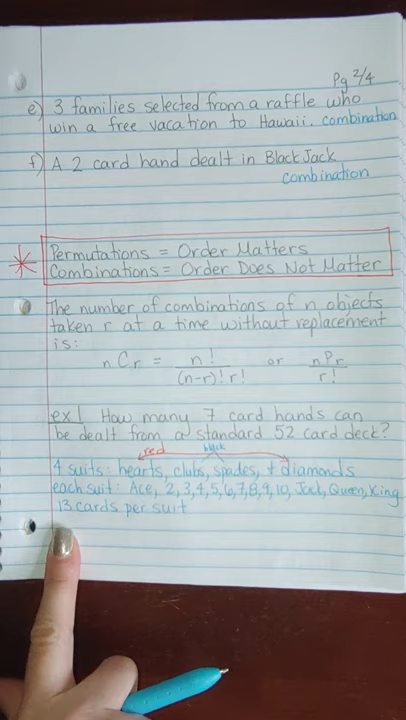 Pg 2/4
e) 3 families selected from a raffle who
win a free vacation to Hawaii. combination
f) A 2 card hand dealt in Black Jack
combination
* Permutations = Order Matters
Combinations = Order Does Not Matter
The number of combinations of n objects
taken r at a time without replacement
is:
nCr = n!/(n-r)!r! or nPr/r!
ex| How many 7 card hands can
be dealt from a standard 52 card deck?
red black
4 suits: hearts, clubs, spades, + diamonds
each suit: Ace, 2,3,4,5,6,7,8,9,10, Jack, Queen, King
13 cards per suit